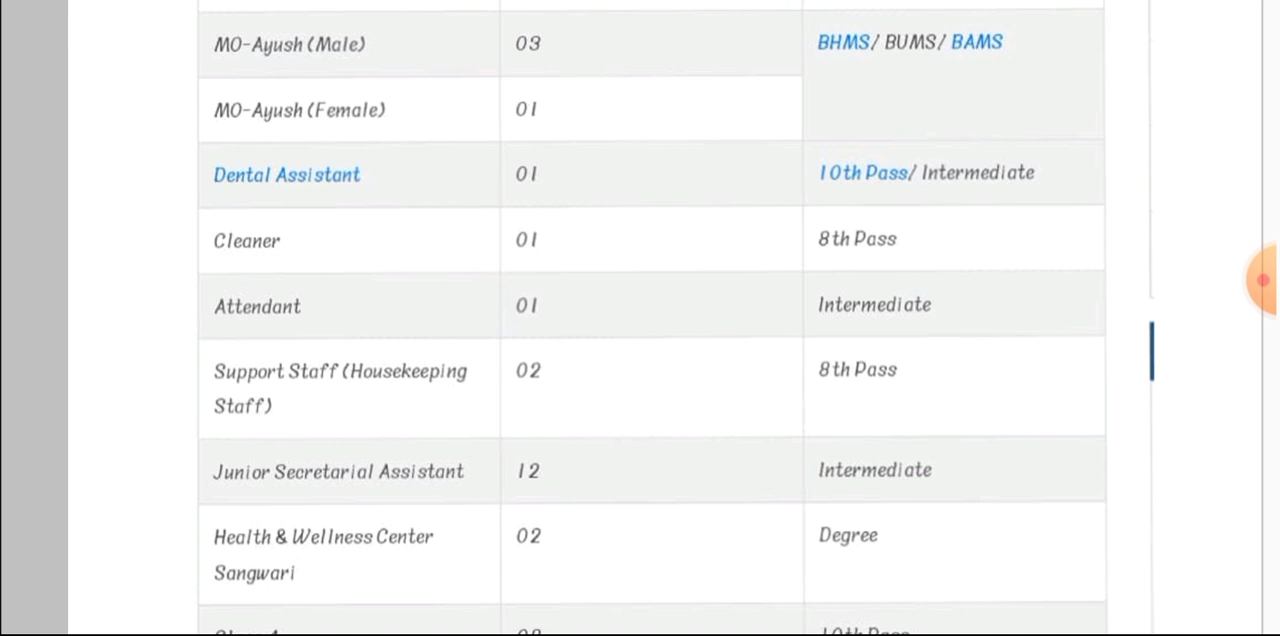 MO-Ayush (Male) 03 BHMS/ BUMS/ BAMS
MO-Ayush (Female) 01
Dental Assistant 01 10th Pass/ Intermediate
Cleaner 01 8th Pass
Attendant 01 Intermediate
Support Staff (Housekeeping 02 8th Pass
Staff)
Junior Secretarial Assistant 12 Intermediate
Health & Wellness Center 02 Degree
Sangwari
10th Pass